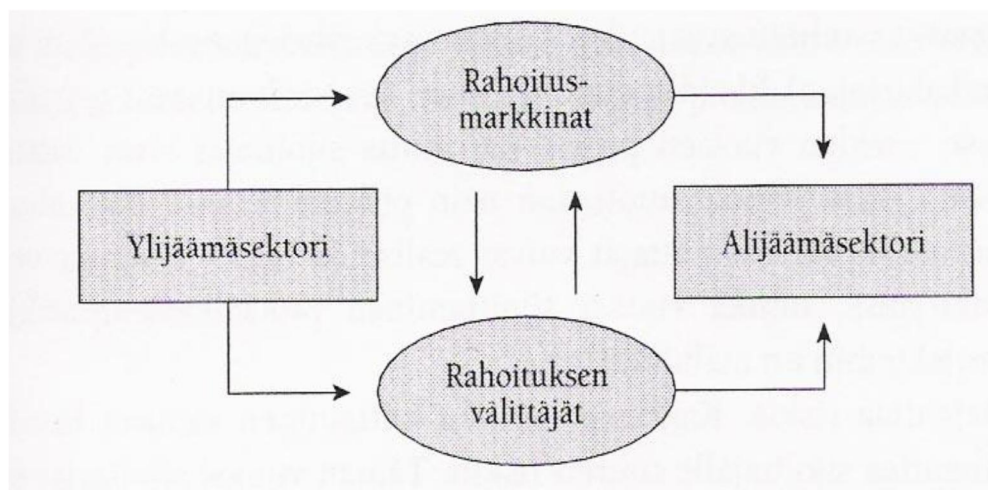 Rahoitus-
markkinat
Ylijäämäsektori
Alijäämäsektori
Rahoituksen
välittäjät